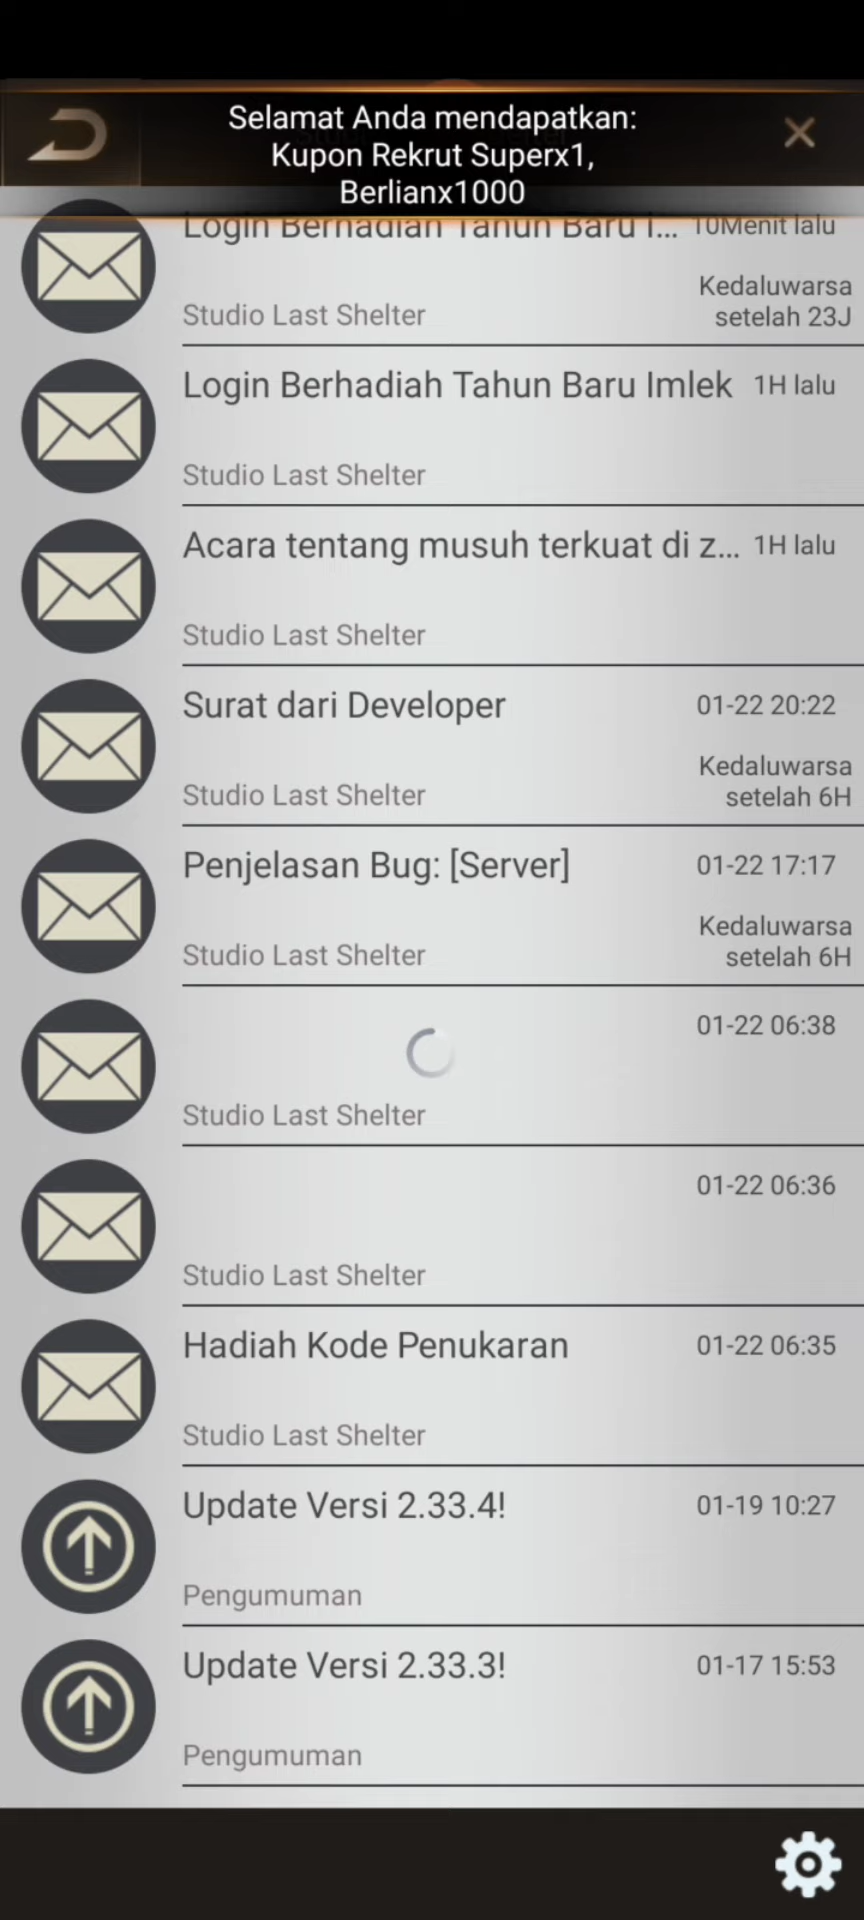 Selamat Anda mendapatkan:
Kupon Rekrut Superx1,
Berlianx1000
Login Berhadiah Tahun Baru I... 10Menit lalu
Kedaluwarsa
Studio Last Shelter setelah 23J
Login Berhadiah Tahun Baru Imlek 1H lalu
Studio Last Shelter
Acara tentang musuh terkuat di z... 1H lalu
Studio Last Shelter
Surat dari Developer 01-22 20:22
Kedaluwarsa
Studio Last Shelter setelah 6H
Penjelasan Bug: [Server] 01-22 17:17
Kedaluwarsa
Studio Last Shelter setelah 6H
01-22 06:38
Studio Last Shelter
01-22 06:36
Studio Last Shelter
Hadiah Kode Penukaran 01-22 06:35
Studio Last Shelter
Update Versi 2.33.4! 01-19 10:27
Pengumuman
Update Versi 2.33.3! 01-17 15:53
Pengumuman